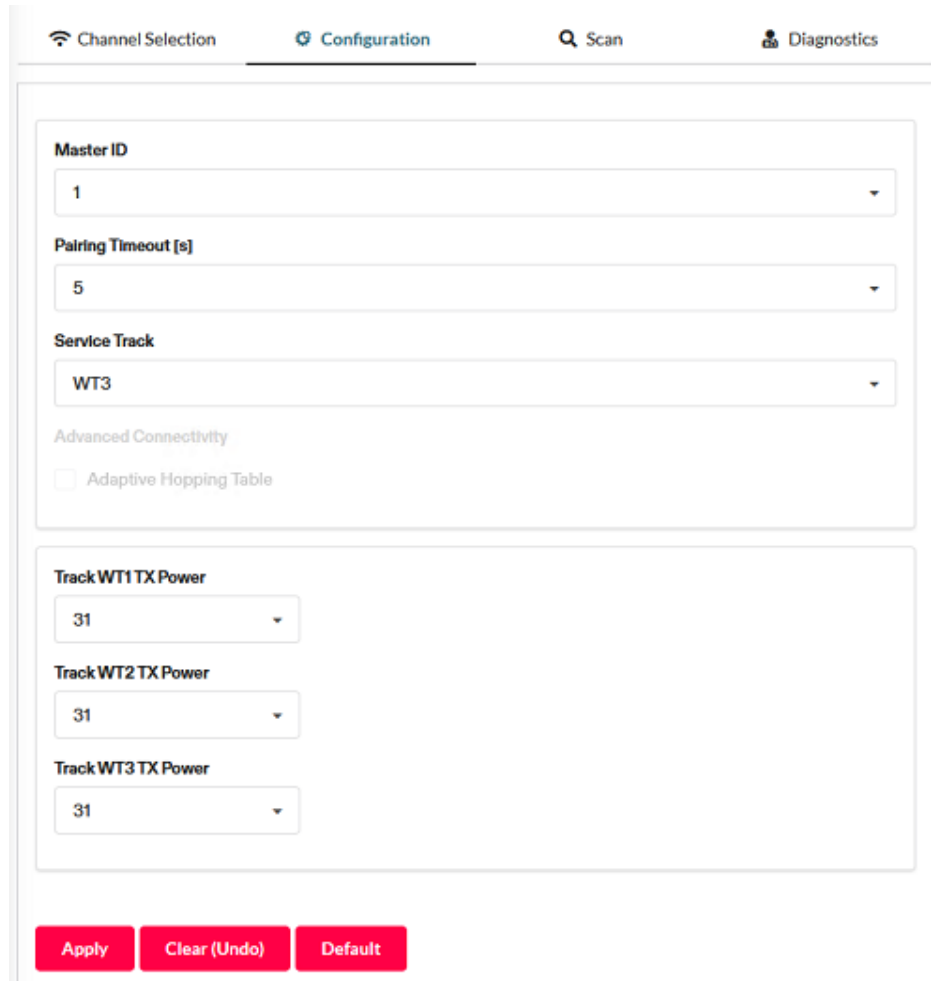 Channel Selection Configuration Scan Diagnostics
Master ID
1
Pairing Timeout [s]
5
Service Track
WT3
Advanced Connectivity
Adaptive Hopping Table
Track WT1 TX Power
31
Track WT2 TX Power
31
Track WT3 TX Power
31
Apply Clear (Undo) Default